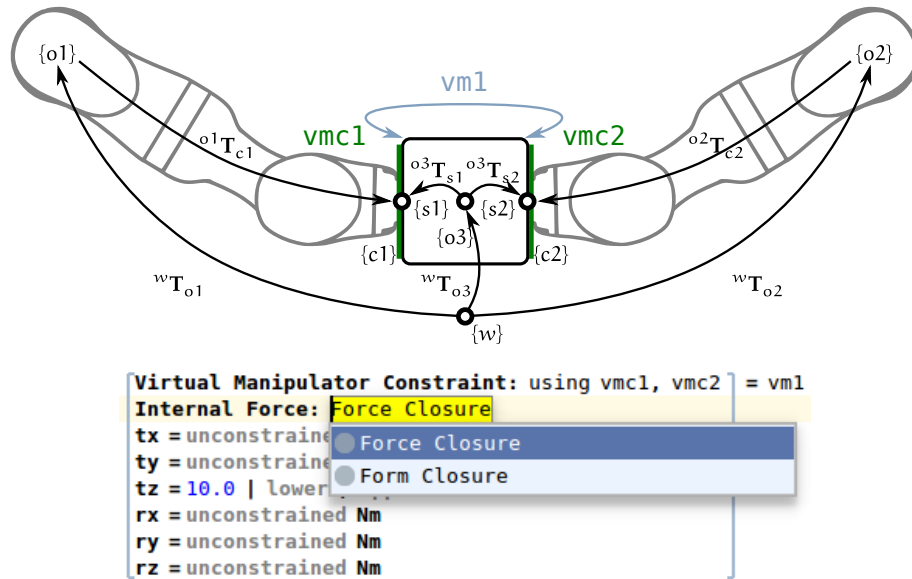 {o1}
{o2}
vm1
vmc1
vmc2
o1Tc1
o2Tc2
o3Ts1
o3Ts2
{s1}
{s2}
{o3}
{c1}
{c2}
wTo1
wTo3
wTo2
{w}
Virtual Manipulator Constraint: using vmc1, vmc2 = vm1
Internal Force: Force Closure
tx = unconstrained
Force Closure
ty = unconstrained
Form Closure
tz = 10.0 | lower
rx = unconstrained Nm
ry = unconstrained Nm
rz = unconstrained Nm